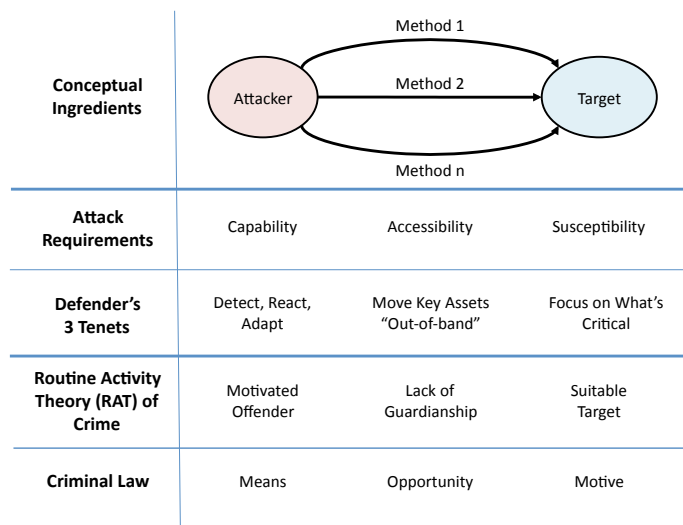 Method 1
Conceptual
Ingredients
Attacker
Method 2
Target
Method n
Attack
Requirements
Capability
Accessibility
Susceptibility
Defender's
3 Tenets
Detect, React,
Adapt
Move Key Assets
"Out-of-band"
Focus on What's
Critical
Routine Activity
Theory (RAT) of
Crime
Motivated
Offender
Lack of
Guardianship
Suitable
Target
Criminal Law
Means
Opportunity
Motive